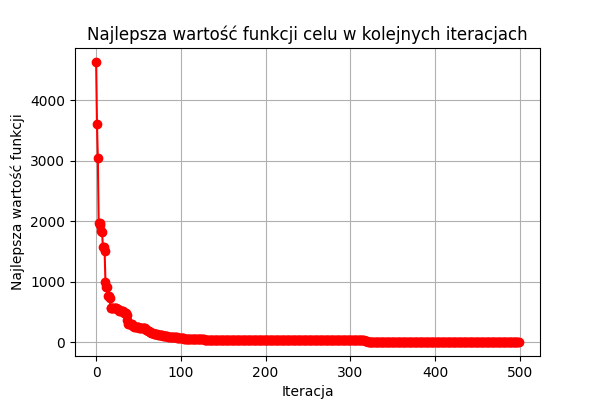 Najlepsza wartość funkcji celu w kolejnych iteracjach
Najlepsza wartość funkcji
4000
3000
2000
1000
0
0 100 200 300 400 500
Iteracja